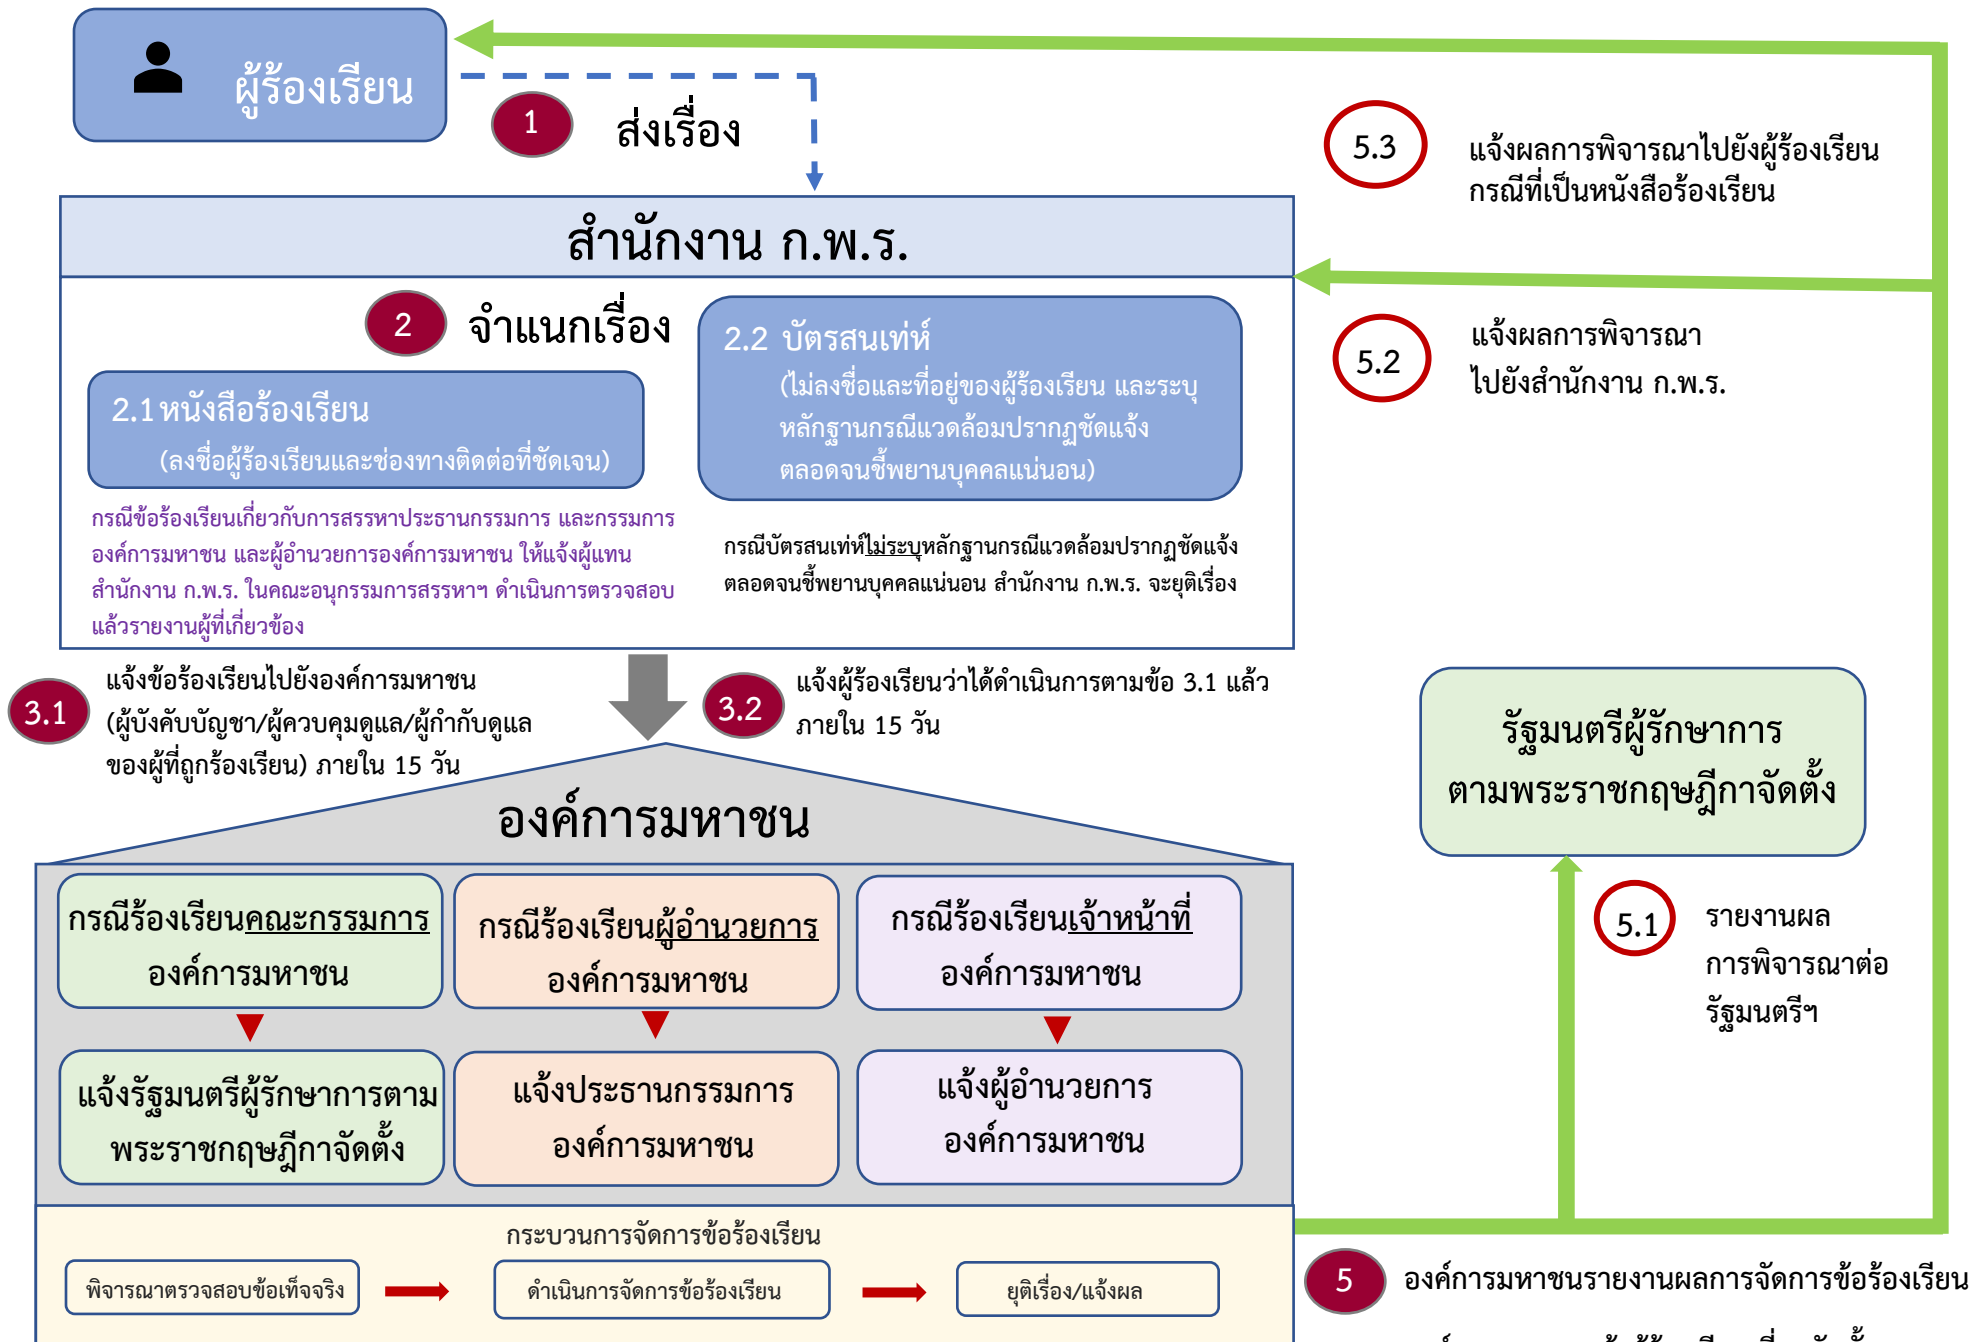 ผู้ร้องเรียน
1
ส่งเรื่อง
5.3
แจ้งผลการพิจารณาไปยังผู้ร้องเรียน
กรณีที่เป็นหนังสือร้องเรียน
สำนักงาน ก.พ.ร.
2
จำแนกเรื่อง
2.1 หนังสือร้องเรียน
(ลงชื่อผู้ร้องเรียนและช่องทางติดต่อที่ชัดเจน)
กรณีข้อร้องเรียนเกี่ยวกับการสรรหาประธานกรรมการ และกรรมการ
องค์การมหาชน และผู้อำนวยการองค์การมหาชน ให้แจ้งผู้แทน
สำนักงาน ก.พ.ร. ในคณะอนุกรรมการสรรหาฯ ดำเนินการตรวจสอบ
แล้วรายงานผู้ที่เกี่ยวข้อง
2.2 บัตรสนเท่ห์
(ไม่ลงชื่อและที่อยู่ของผู้ร้องเรียน และระบุ
หลักฐานกรณีแวดล้อมปรากฏชัดแจ้ง
ตลอดจนชี้พยานบุคคลแน่นอน)
กรณีบัตรสนเท่ห์ไม่ระบุหลักฐานกรณีแวดล้อมปรากฏชัดแจ้ง
ตลอดจนชี้พยานบุคคลแน่นอน สำนักงาน ก.พ.ร. จะยุติเรื่อง
5.2
แจ้งผลการพิจารณา
ไปยังสำนักงาน ก.พ.ร.
3.1
แจ้งข้อร้องเรียนไปยังองค์การมหาชน
(ผู้บังคับบัญชา/ผู้ควบคุมดูแล/ผู้กำกับดูแล
ของผู้ที่ถูกร้องเรียน) ภายใน 15 วัน
3.2
แจ้งผู้ร้องเรียนว่าได้ดำเนินการตามข้อ 3.1 แล้ว
ภายใน 15 วัน
รัฐมนตรีผู้รักษาการ
ตามพระราชกฤษฎีกาจัดตั้ง
องค์การมหาชน
กรณีร้องเรียนคณะกรรมการ
องค์การมหาชน
กรณีร้องเรียนผู้อำนวยการ
องค์การมหาชน
กรณีร้องเรียนเจ้าหน้าที่
องค์การมหาชน
5.1
รายงานผล
การพิจารณาต่อ
รัฐมนตรีฯ
แจ้งรัฐมนตรีผู้รักษาการตาม
พระราชกฤษฎีกาจัดตั้ง
แจ้งประธานกรรมการ
องค์การมหาชน
แจ้งผู้อำนวยการ
องค์การมหาชน
กระบวนการจัดการข้อร้องเรียน
พิจารณาตรวจสอบข้อเท็จจริง
ดำเนินการจัดการข้อร้องเรียน
ยุติเรื่อง/แจ้งผล
5
องค์การมหาชนรายงานผลการจัดการข้อร้องเรียน